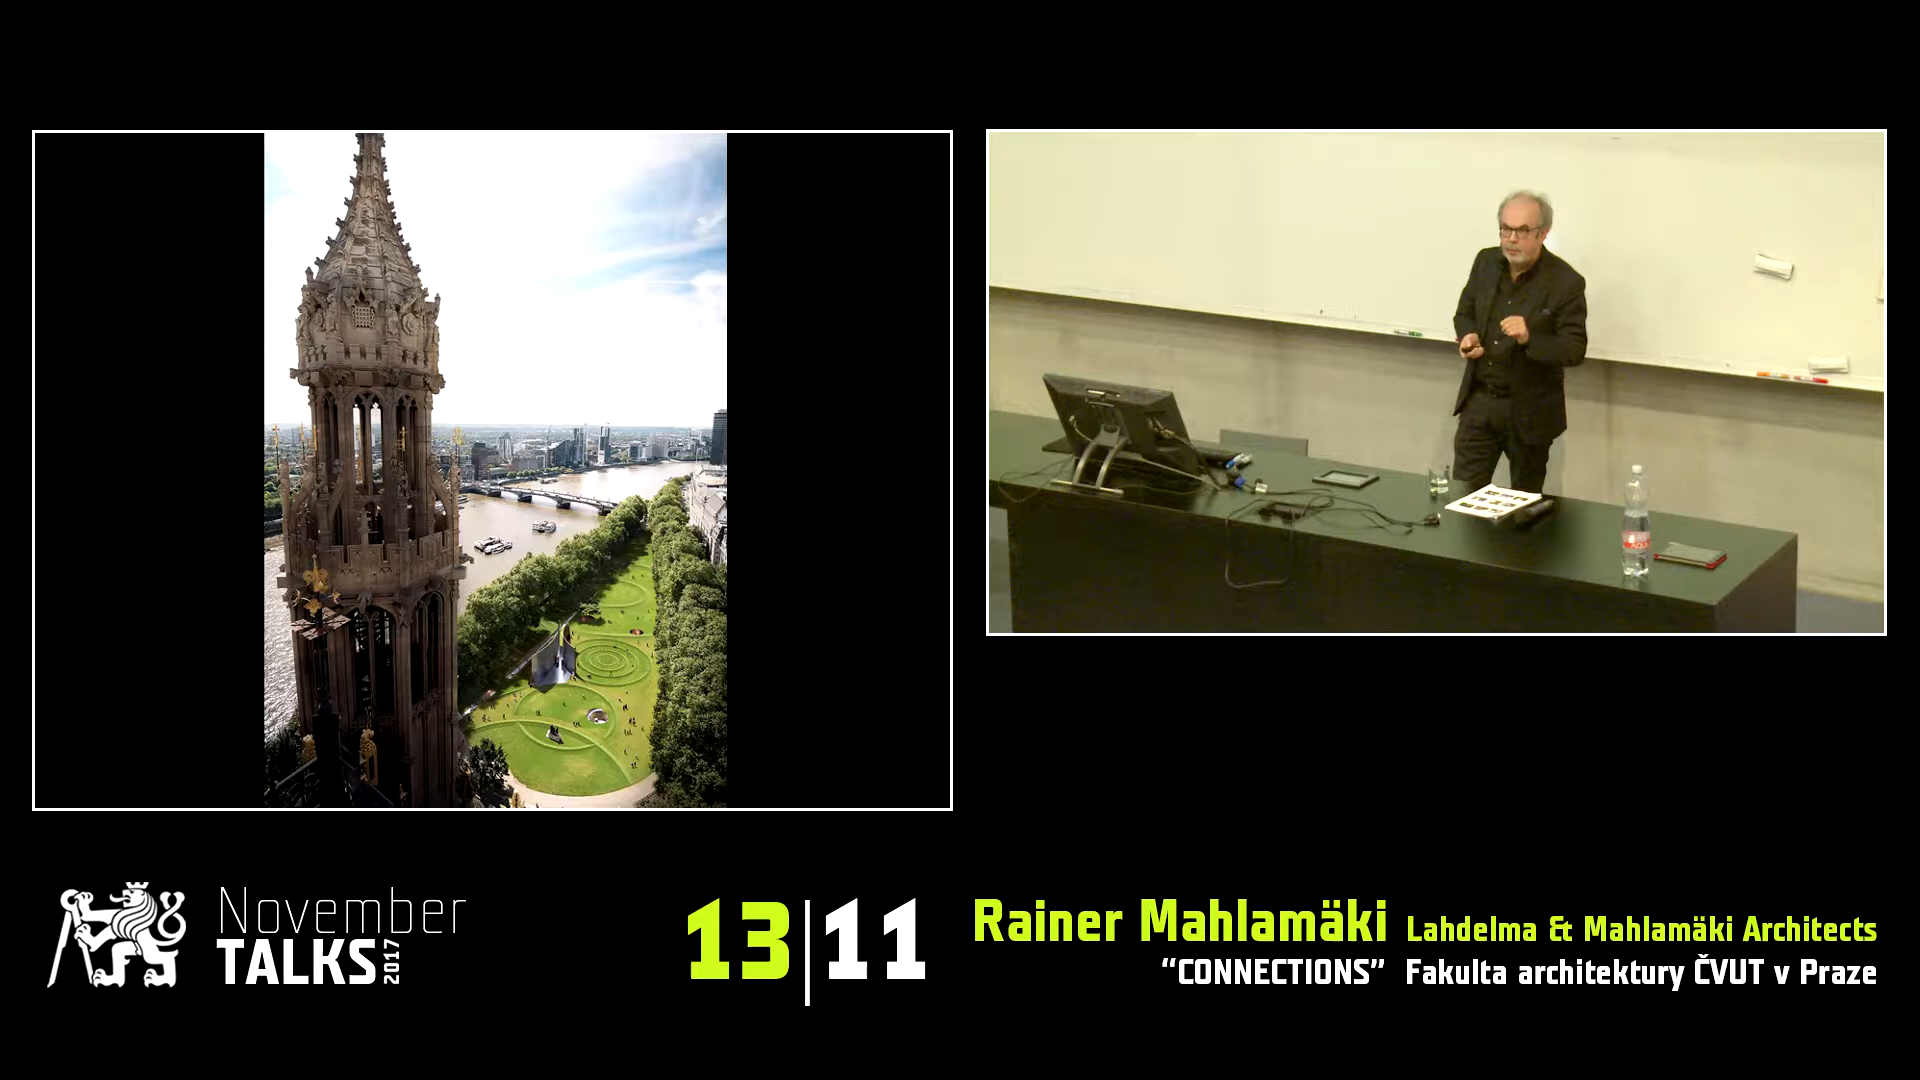 November
TALKS 2017
13|11
Rainer Mahlamäki Lahdelma & Mahlamäki Architects
“CONNECTIONS” Fakulta architektury ČVUT v Praze